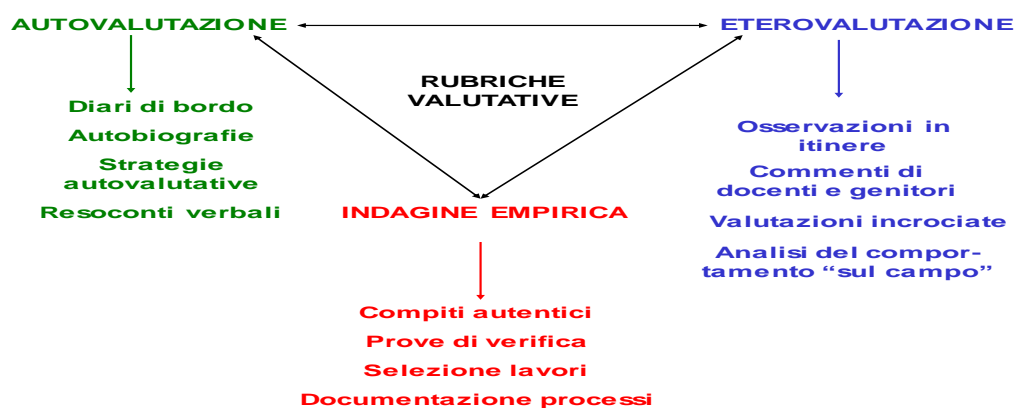 AUTOVALUTAZIONE
ETEROVALUTAZIONE
RUBRICHE
VALUTATIVE
Diari di bordo
Autobiografie
Strategie
autovalutative
Resoconti verbali
Osservazioni in
itinere
Commenti di
docenti e genitori
Valutazioni incrociate
Analisi del compor-
tamento “sul campo”
INDAGINE EMPIRICA
Compiti autentici
Prove di verifica
Selezione lavori
Documentazione processi